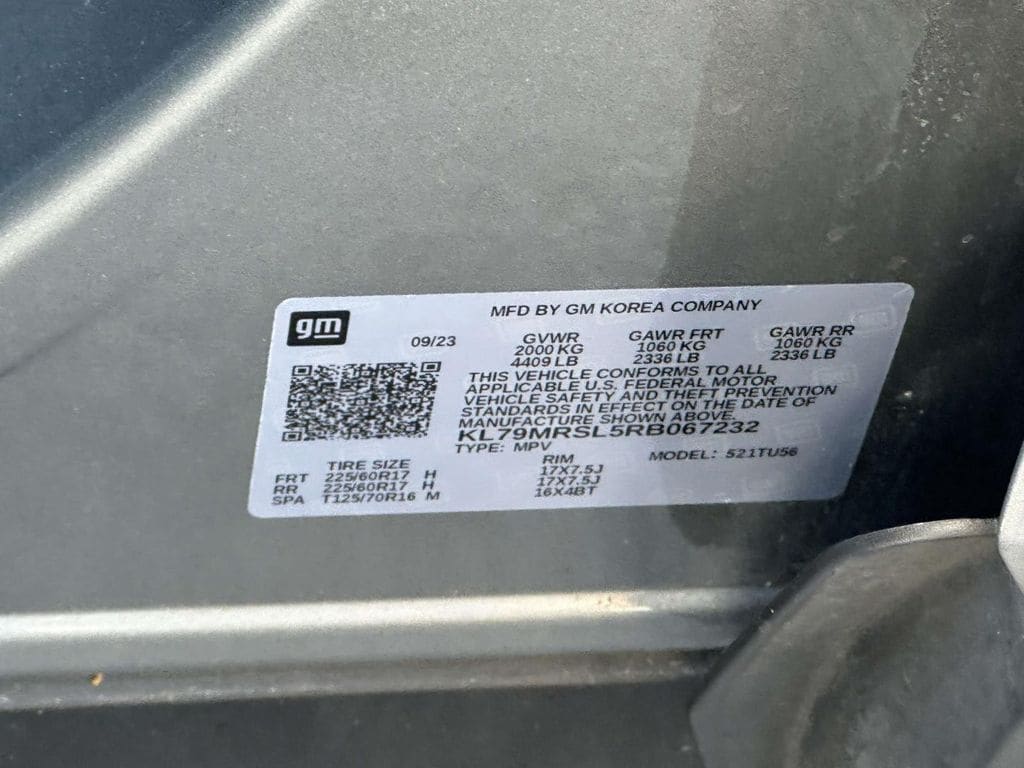 gm
MFD BY GM KOREA COMPANY
09/23 GVWR GAWR FRT GAWR RR
2000 KG 1060 KG 1060 KG
4409 LB 2336 LB 2336 LB
THIS VEHICLE CONFORMS TO ALL
APPLICABLE U.S. FEDERAL MOTOR
VEHICLE SAFETY AND THEFT PREVENTION
STANDARDS IN EFFECT ON THE DATE OF
MANUFACTURE SHOWN ABOVE.
KL79MRSL5RB067232
TYPE: MPV MODEL: 521TU56
TIRE SIZE RIM
FRT 225/60R17 H 17X7.5J
RR 225/60R17 H 17X7.5J
SPA T125/70R16 M 16X4BT